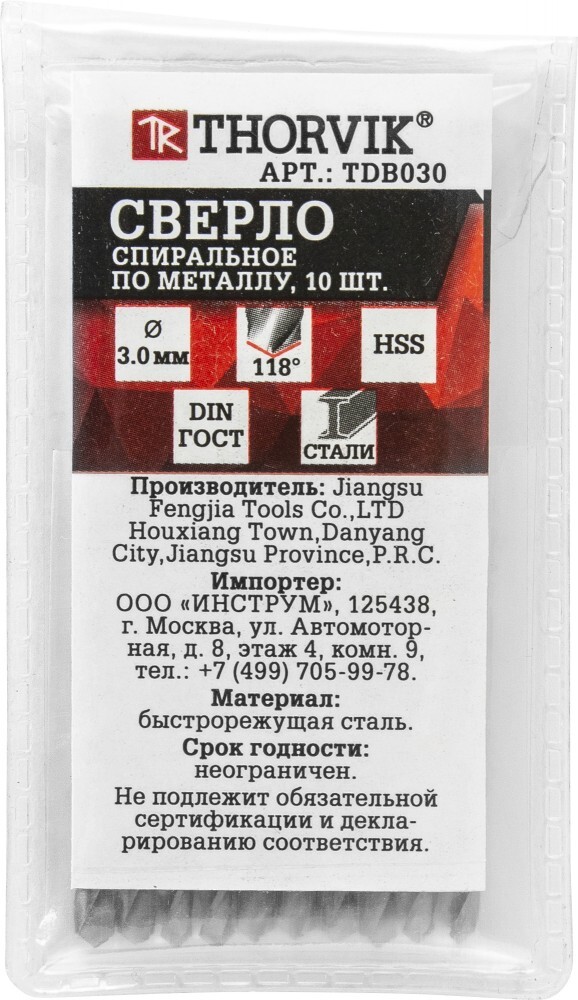 TR THORVIK®
АРТ.: TDB030
СВЕРЛО
СПИРАЛЬНОЕ
ПО МЕТАЛЛУ, 10 ШТ.
Ø
3.0 мм
118°
HSS
DIN
ГОСТ
СТАЛИ
Производитель: Jiangsu
Fengjia Tools Co.,LTD
Houxiang Town,Danyang
City,Jiangsu Province,P.R.C.
Импортер:
ООО «ИНСТРУМ», 125438,
г. Москва, ул. Автомотор-
ная, д. 8, этаж 4, комн. 9,
тел.: +7 (499) 705-99-78.
Материал:
быстрорежущая сталь.
Срок годности:
неограничен.
Не подлежит обязательной
сертификации и декла-
рированию соответствия.